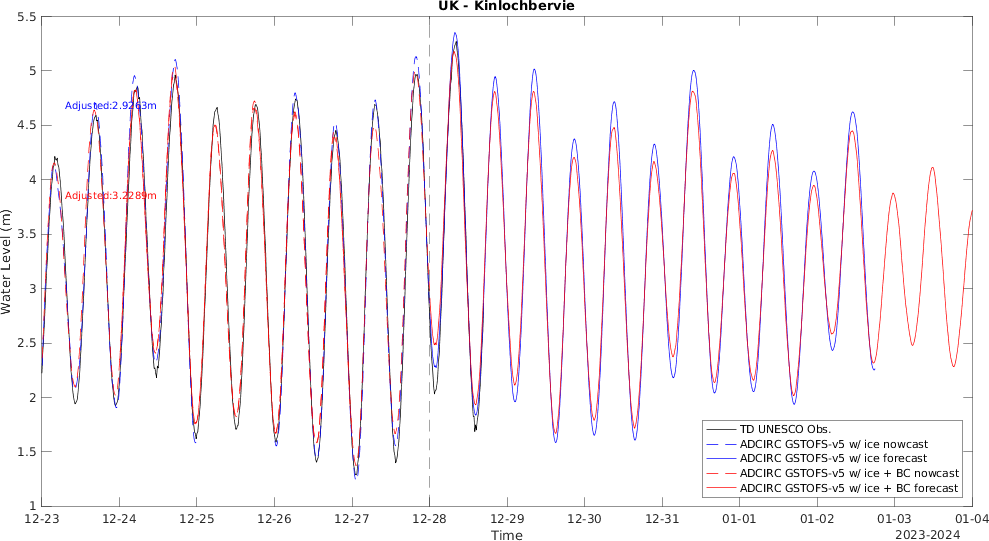 UK - Kinlochbervie
5.5
5
4.5
4
3.5
3
2.5
2
1.5
1
Water Level (m)
Adjusted:2.9263m
Adjusted:3.2289m
TD UNESCO Obs.
ADCIRC GSTOFS-v5 w/ ice nowcast
ADCIRC GSTOFS-v5 w/ ice forecast
ADCIRC GSTOFS-v5 w/ ice + BC nowcast
ADCIRC GSTOFS-v5 w/ ice + BC forecast
12-23 12-24 12-25 12-26 12-27 12-28 12-29 12-30 12-31 01-01 01-02 01-03 01-04
Time
2023-2024